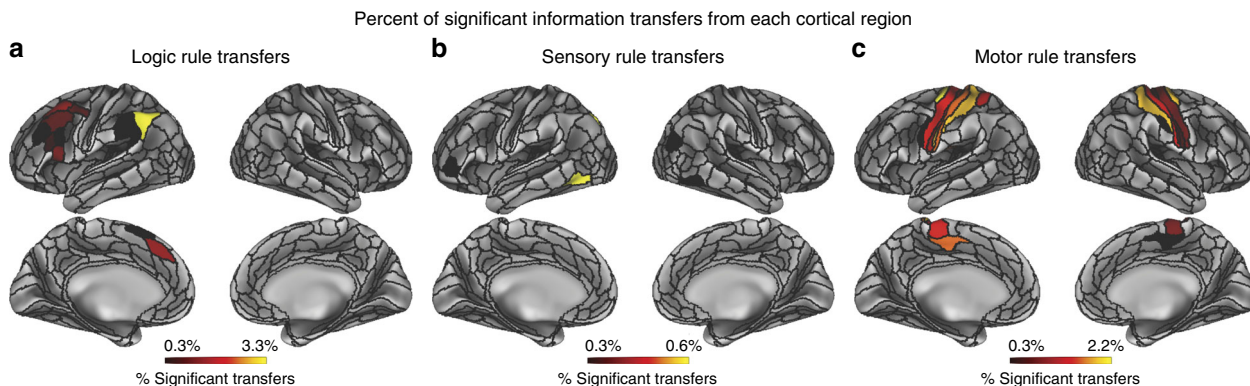 Percent of significant information transfers from each cortical region
a
Logic rule transfers
b
Sensory rule transfers
c
Motor rule transfers
0.3% 3.3%
% Significant transfers
0.3% 0.6%
% Significant transfers
0.3% 2.2%
% Significant transfers